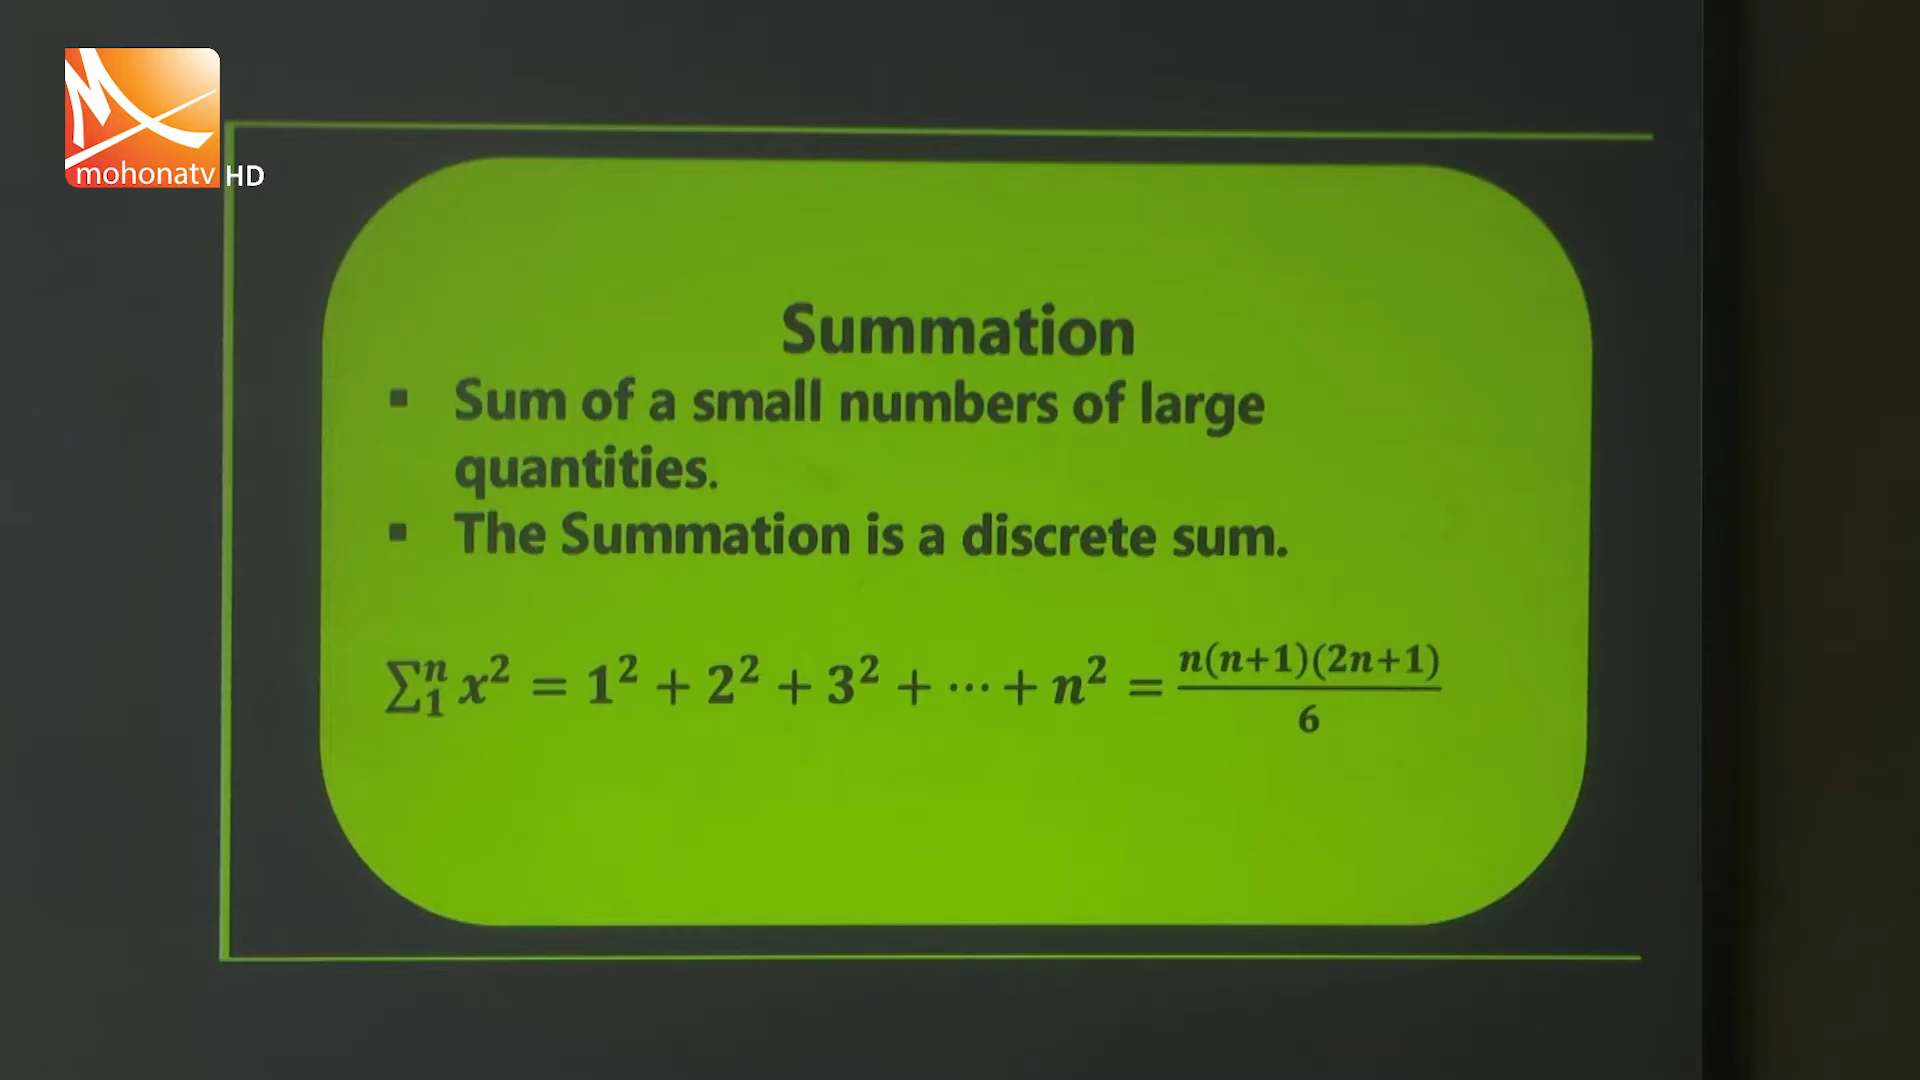 mohonatv HD
Summation
▪ Sum of a small numbers of large
quantities.
▪ The Summation is a discrete sum.
∑₁ⁿ x² = 1² + 2² + 3² + ⋯ + n² = n(n+1)(2n+1)/6